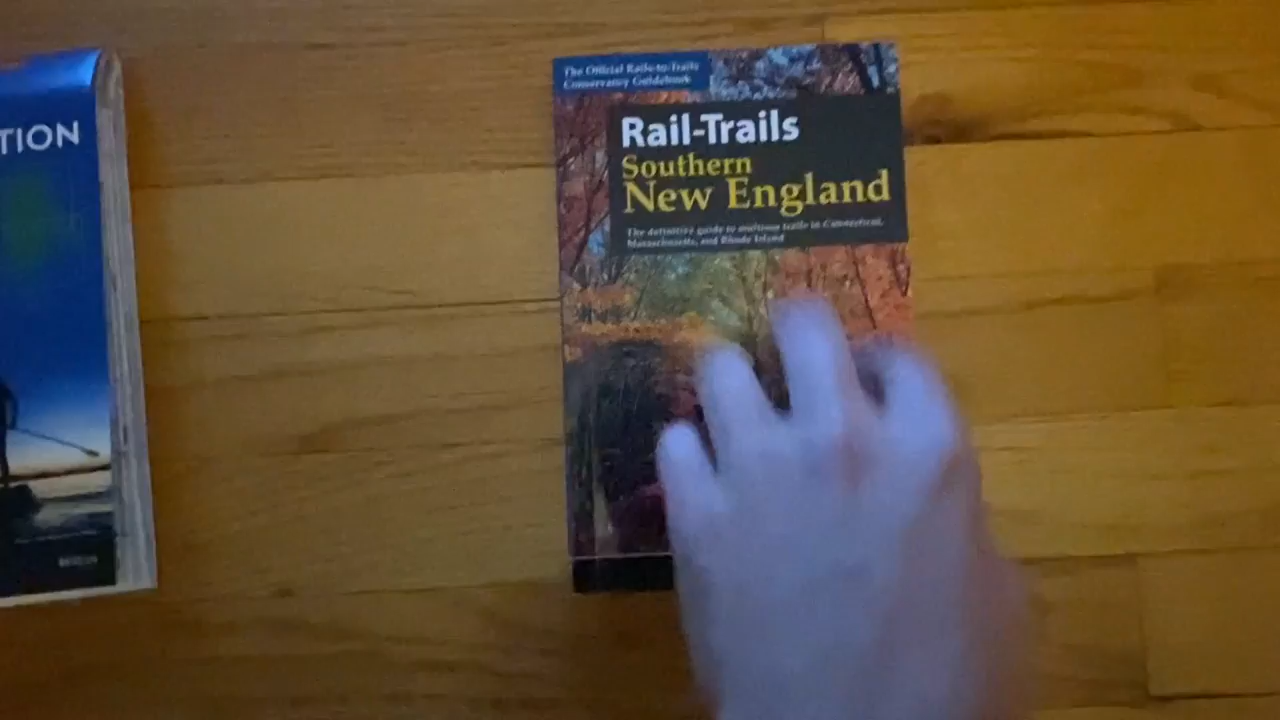 TION
The Official Rails-to-Trails
Conservancy Guidebook
Rail-Trails
Southern
New England
The definitive guide to multiuse trails in Connecticut,
Massachusetts, and Rhode Island